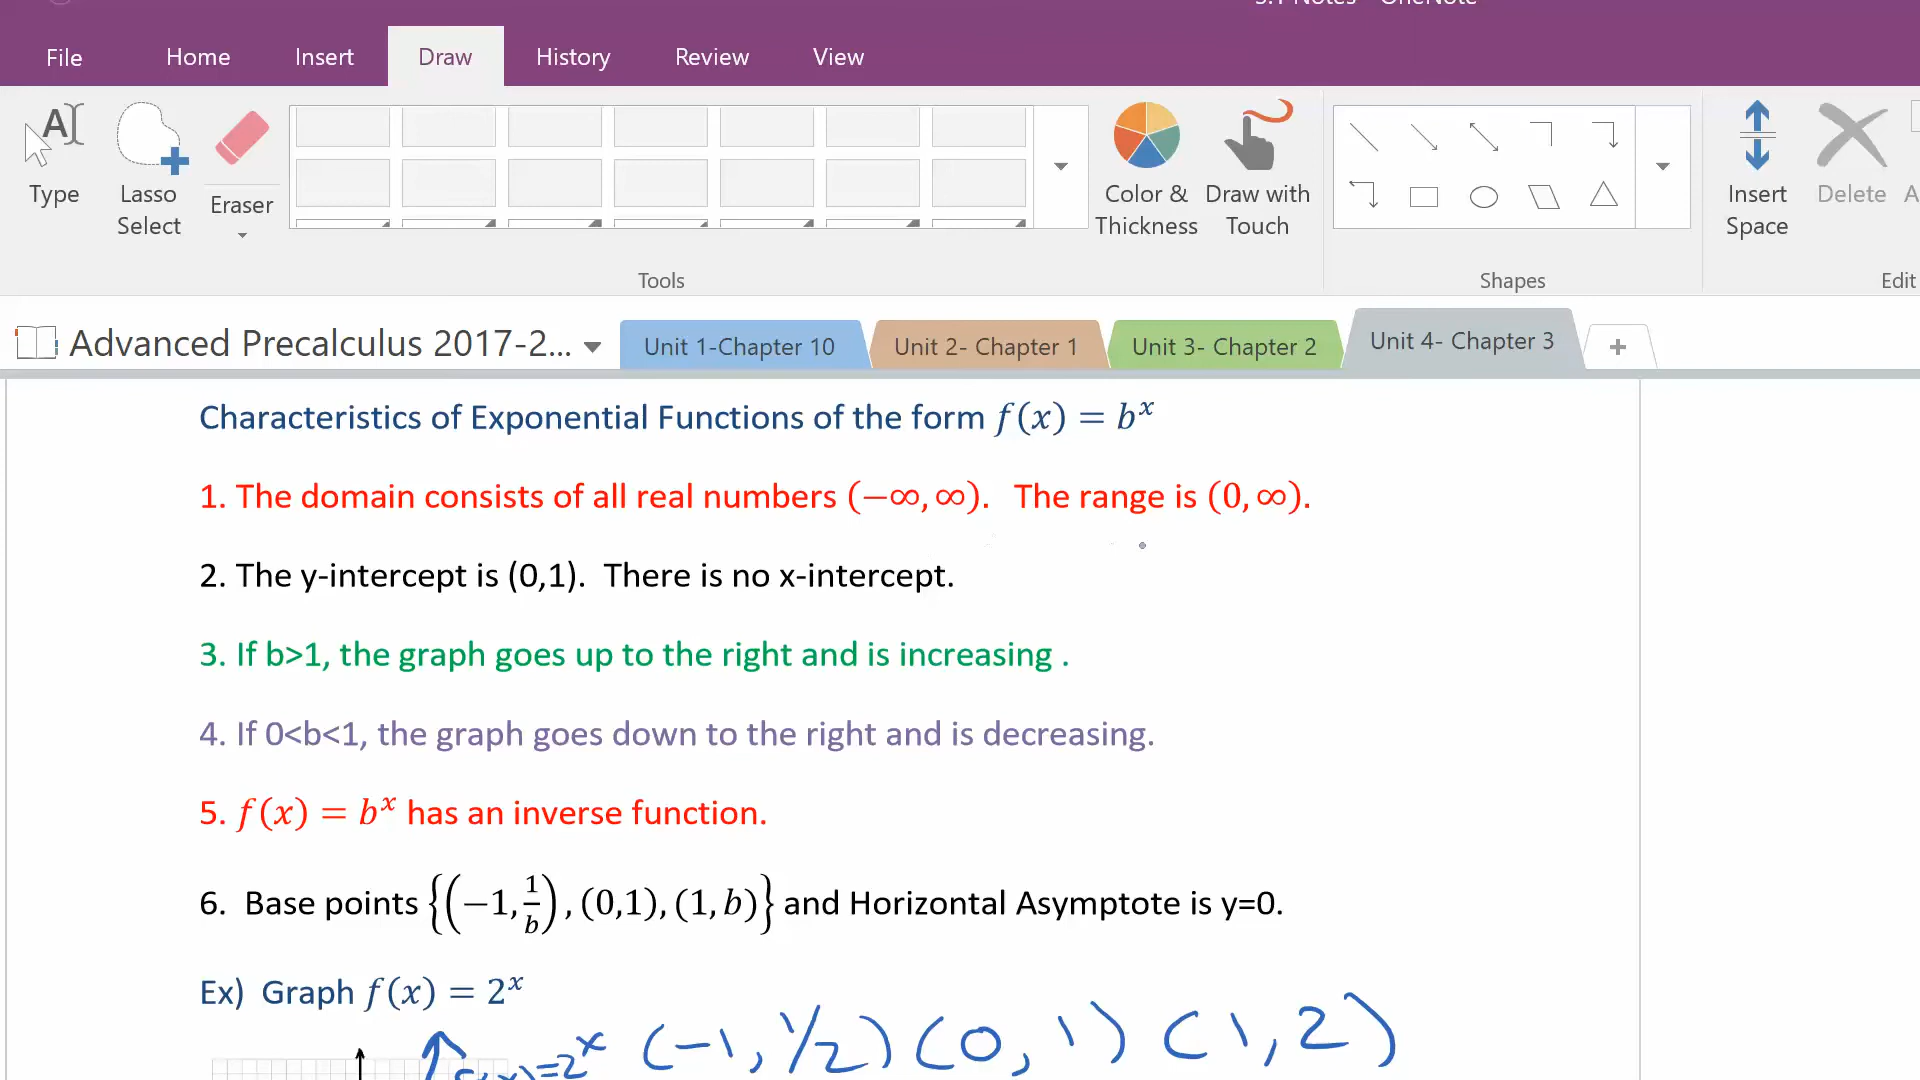 File Home Insert Draw History Review View
Type
Lasso Select
Eraser
Color & Thickness
Draw with Touch
Insert Space
Delete
Tools
Shapes
Edit
Advanced Precalculus 2017-2... Unit 1-Chapter 10 Unit 2- Chapter 1 Unit 3- Chapter 2 Unit 4- Chapter 3 +
Characteristics of Exponential Functions of the form f(x) = bˣ
1. The domain consists of all real numbers (−∞, ∞). The range is (0, ∞).
2. The y-intercept is (0,1). There is no x-intercept.
3. If b>1, the graph goes up to the right and is increasing .
4. If 0<b<1, the graph goes down to the right and is decreasing.
5. f(x) = bˣ has an inverse function.
6. Base points {(−1, 1/b), (0,1), (1, b)} and Horizontal Asymptote is y=0.
Ex) Graph f(x) = 2ˣ
(-1, 1/2) (0, 1) (1, 2)
=2ˣ